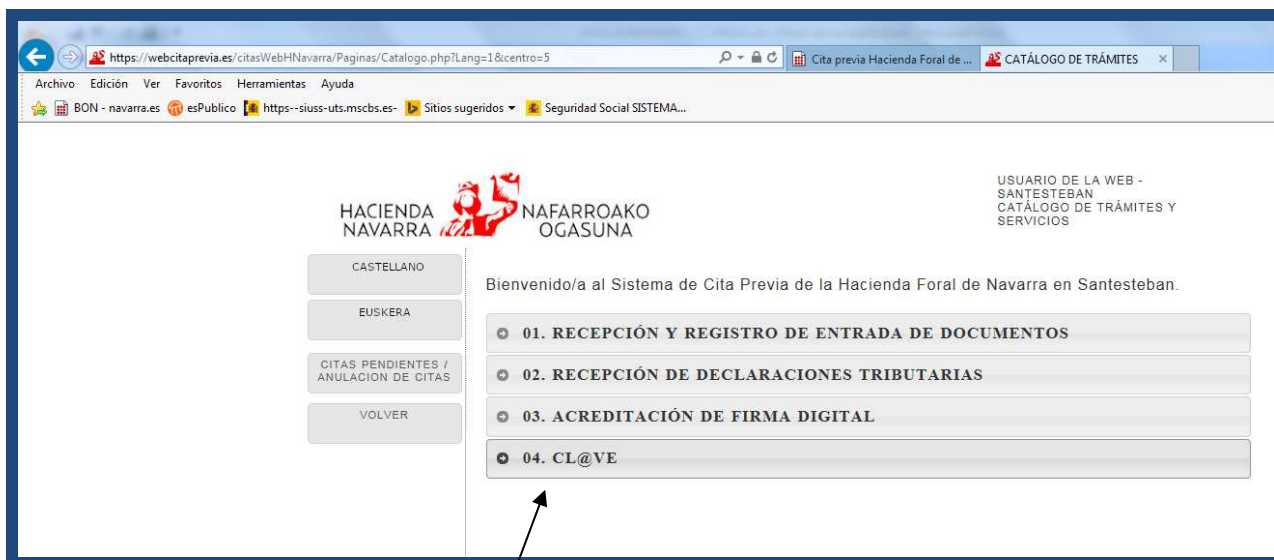 https://webcitaprevia.es/citasWebHNavarra/Paginas/Catalogo.php?Lang=1&centro=5
Cita previa Hacienda Foral de ...
CATÁLOGO DE TRÁMITES
Archivo Edición Ver Favoritos Herramientas Ayuda
BON - navarra.es esPublico https--siuss-uts.mscbs.es- Sitios sugeridos Seguridad Social SISTEMA...
HACIENDA NAFARROAKO
NAVARRA OGASUNA
USUARIO DE LA WEB -
SANTESTEBAN
CATÁLOGO DE TRÁMITES Y
SERVICIOS
CASTELLANO
EUSKERA
CITAS PENDIENTES /
ANULACION DE CITAS
VOLVER
Bienvenido/a al Sistema de Cita Previa de la Hacienda Foral de Navarra en Santesteban.
01. RECEPCIÓN Y REGISTRO DE ENTRADA DE DOCUMENTOS
02. RECEPCIÓN DE DECLARACIONES TRIBUTARIAS
03. ACREDITACIÓN DE FIRMA DIGITAL
04. CL@VE